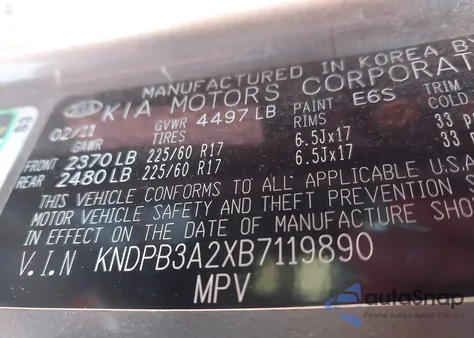 MANUFACTURED IN KOREA BY
KIA KIA MOTORS CORPORAT
02/11 GVWR 4497 LB PAINT E6S TRIM
GAWR TIRES RIMS COLD
FRONT 2370 LB 225/60 R17 6.5Jx17 33
REAR 2480 LB 225/60 R17 6.5Jx17 33
THIS VEHICLE CONFORMS TO ALL APPLICABLE U.S.A.
MOTOR VEHICLE SAFETY AND THEFT PREVENTION
IN EFFECT ON THE DATE OF MANUFACTURE SHO
V.I.N KNDPB3A2XB7119890
MPV
autoSnap